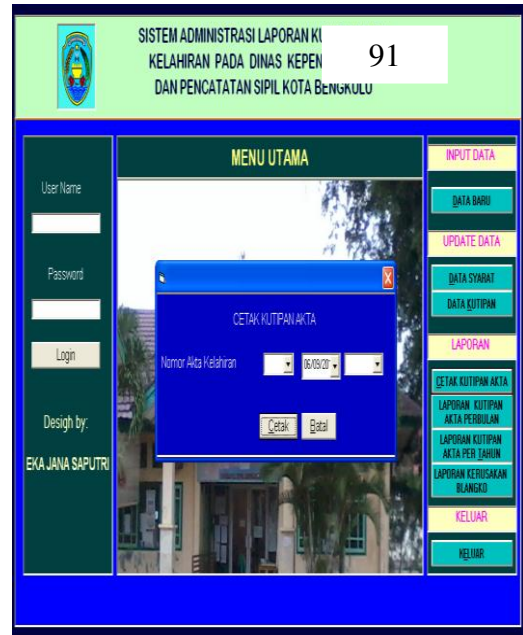 SISTEM ADMINISTRASI LAPORAN KU
KELAHIRAN PADA DINAS KEPEN
DAN PENCATATAN SIPIL KOTA BENGKULU
91
MENU UTAMA
User Name
Password
Login
Desigh by:
EKA JANA SAPUTRI
CETAK KUTIPAN AKTA
Nomor Akta Kelahiran
06/09/20
Cetak
Batal
INPUT DATA
DATA BARU
UPDATE DATA
DATA SYARAT
DATA KUTIPAN
LAPORAN
CETAK KUTIPAN AKTA
LAPORAN KUTIPAN
AKTA PERBULAN
LAPORAN KUTIPAN
AKTA PER TAHUN
LAPORAN KERUSAKAN
BLANGKO
KELUAR
KELUAR